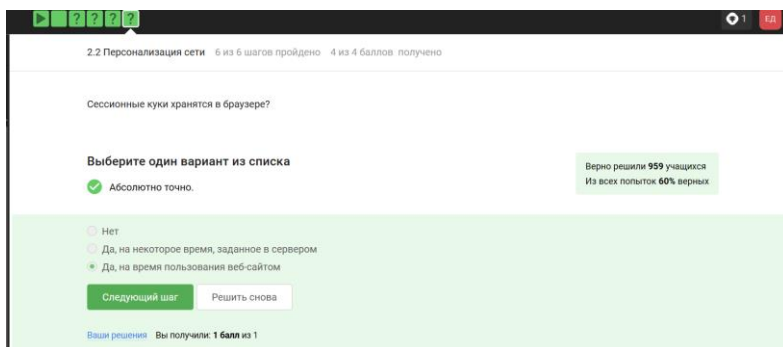 ? ? ? ?
1 ЕД
2.2 Персонализация сети 6 из 6 шагов пройдено 4 из 4 баллов получено
Сессионные куки хранятся в браузере?
Выберите один вариант из списка
Абсолютно точно.
Верно решили 959 учащихся
Из всех попыток 60% верных
Нет
Да, на некоторое время, заданное в сервером
Да, на время пользования веб-сайтом
Следующий шаг Решить снова
Ваши решения Вы получили: 1 балл из 1